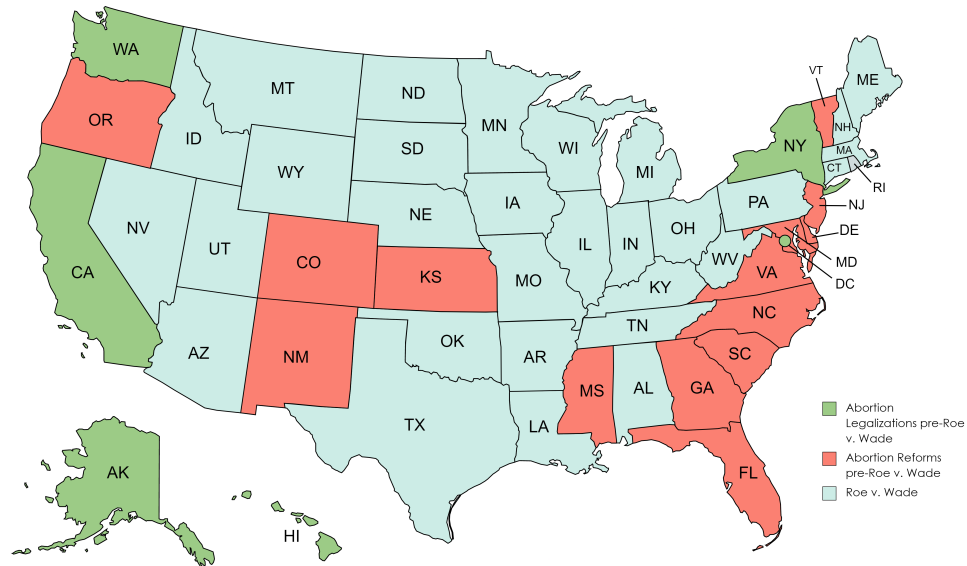 WA
OR
CA
ID
NV
MT
WY
UT
AZ
CO
NM
ND
SD
NE
KS
OK
TX
MN
IA
MO
AR
LA
WI
IL
MI
IN
OH
KY
TN
MS
AL
GA
FL
SC
NC
VA
WV
PA
NY
VT
NH
ME
MA
CT
RI
NJ
DE
MD
DC
AK
HI
Abortion
Legalizations pre-Roe
v. Wade
Abortion Reforms
pre-Roe v. Wade
Roe v. Wade